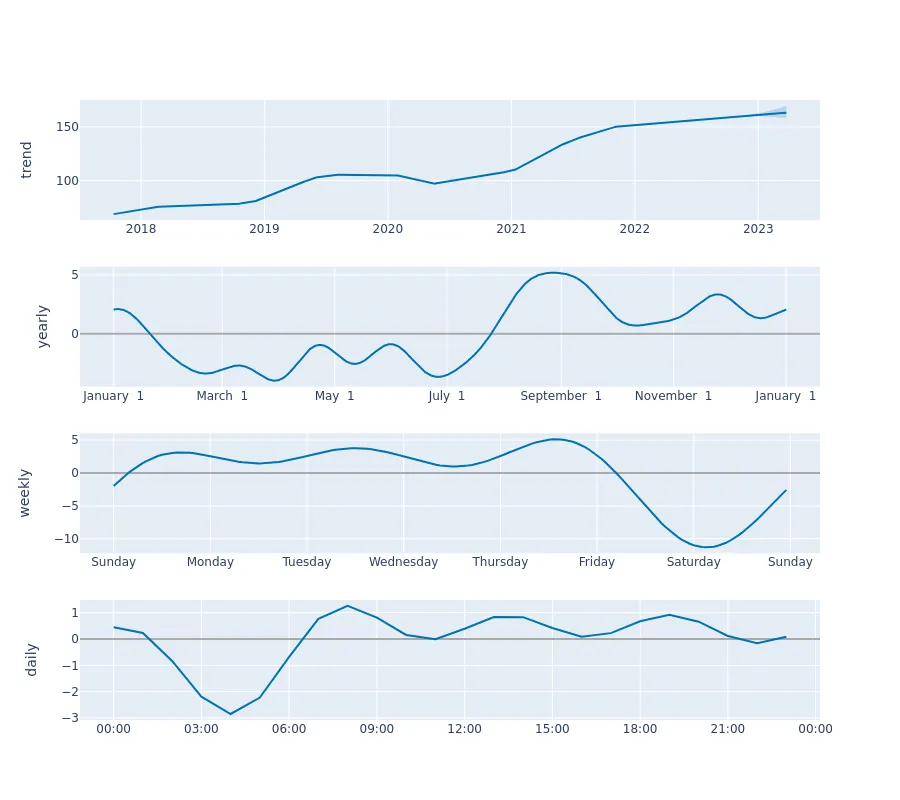 trend
150
100
2018 2019 2020 2021 2022 2023
yearly
5
0
January 1 March 1 May 1 July 1 September 1 November 1 January 1
weekly
5
0
−5
−10
Sunday Monday Tuesday Wednesday Thursday Friday Saturday Sunday
daily
1
0
−1
−2
−3
00:00 03:00 06:00 09:00 12:00 15:00 18:00 21:00 00:00